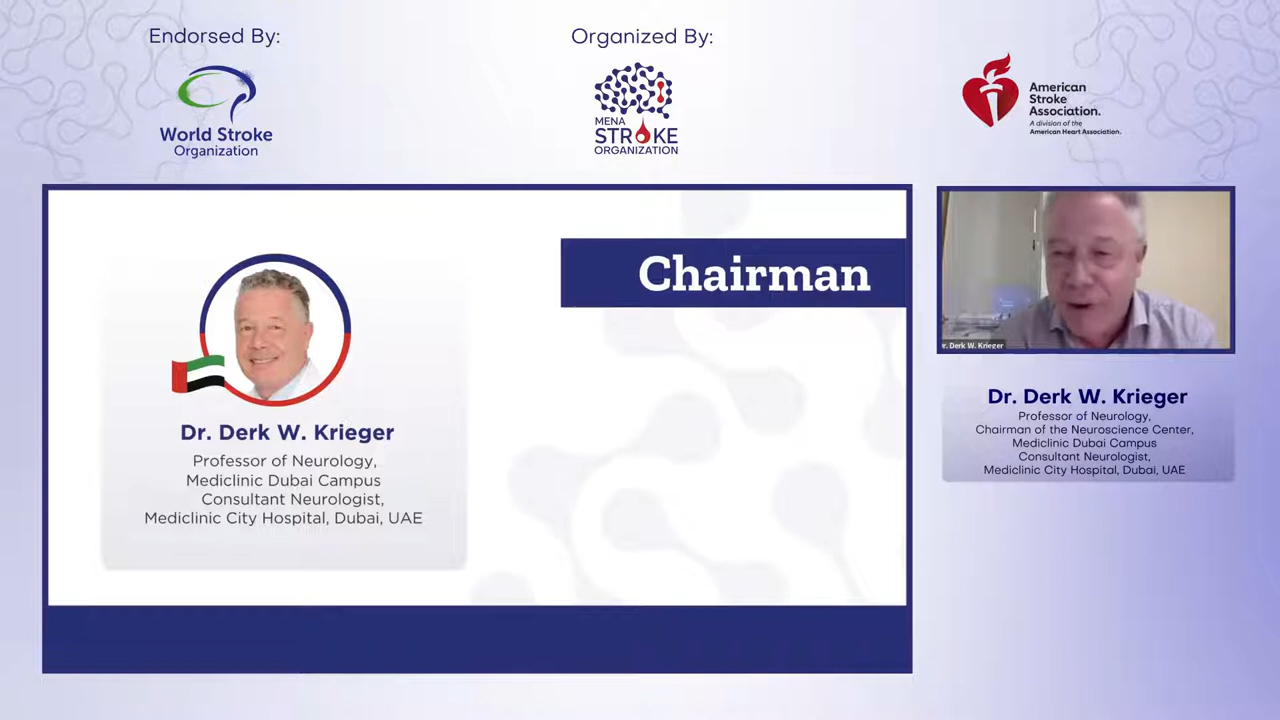 Endorsed By:
World Stroke
Organization
Organized By:
MENA
STROKE
ORGANIZATION
American
Stroke
Association.
A division of the
American Heart Association.
Chairman
Dr. Derk W. Krieger
Professor of Neurology,
Mediclinic Dubai Campus
Consultant Neurologist,
Mediclinic City Hospital, Dubai, UAE
r. Derk W. Krieger
Dr. Derk W. Krieger
Professor of Neurology,
Chairman of the Neuroscience Center,
Mediclinic Dubai Campus
Consultant Neurologist,
Mediclinic City Hospital, Dubai, UAE